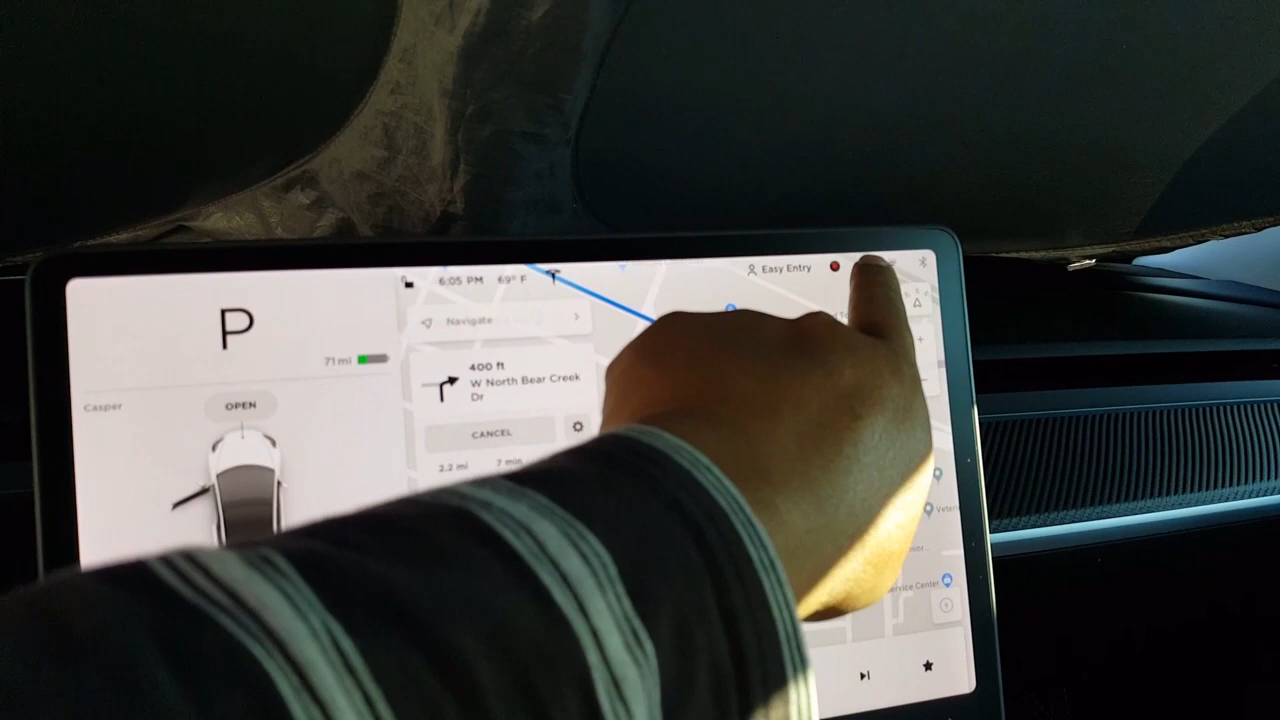 P
71 mi
Casper
OPEN
6:05 PM 69° F
Easy Entry
Navigate
400 ft
W North Bear Creek
Dr
CANCEL
2.2 mi 7 min
Service Center